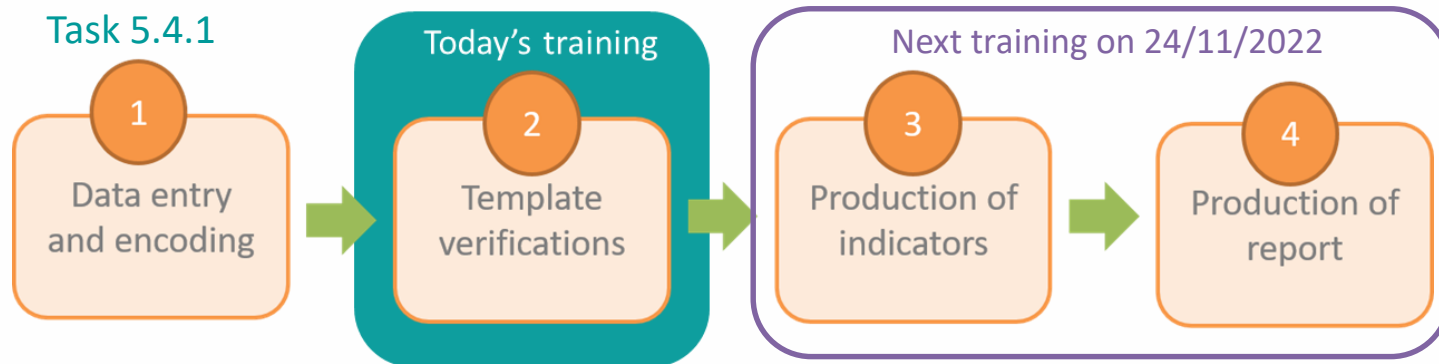 Task 5.4.1
Today's training
Next training on 24/11/2022
1
Data entry
and encoding
2
Template
verifications
3
Production of
indicators
4
Production of
report